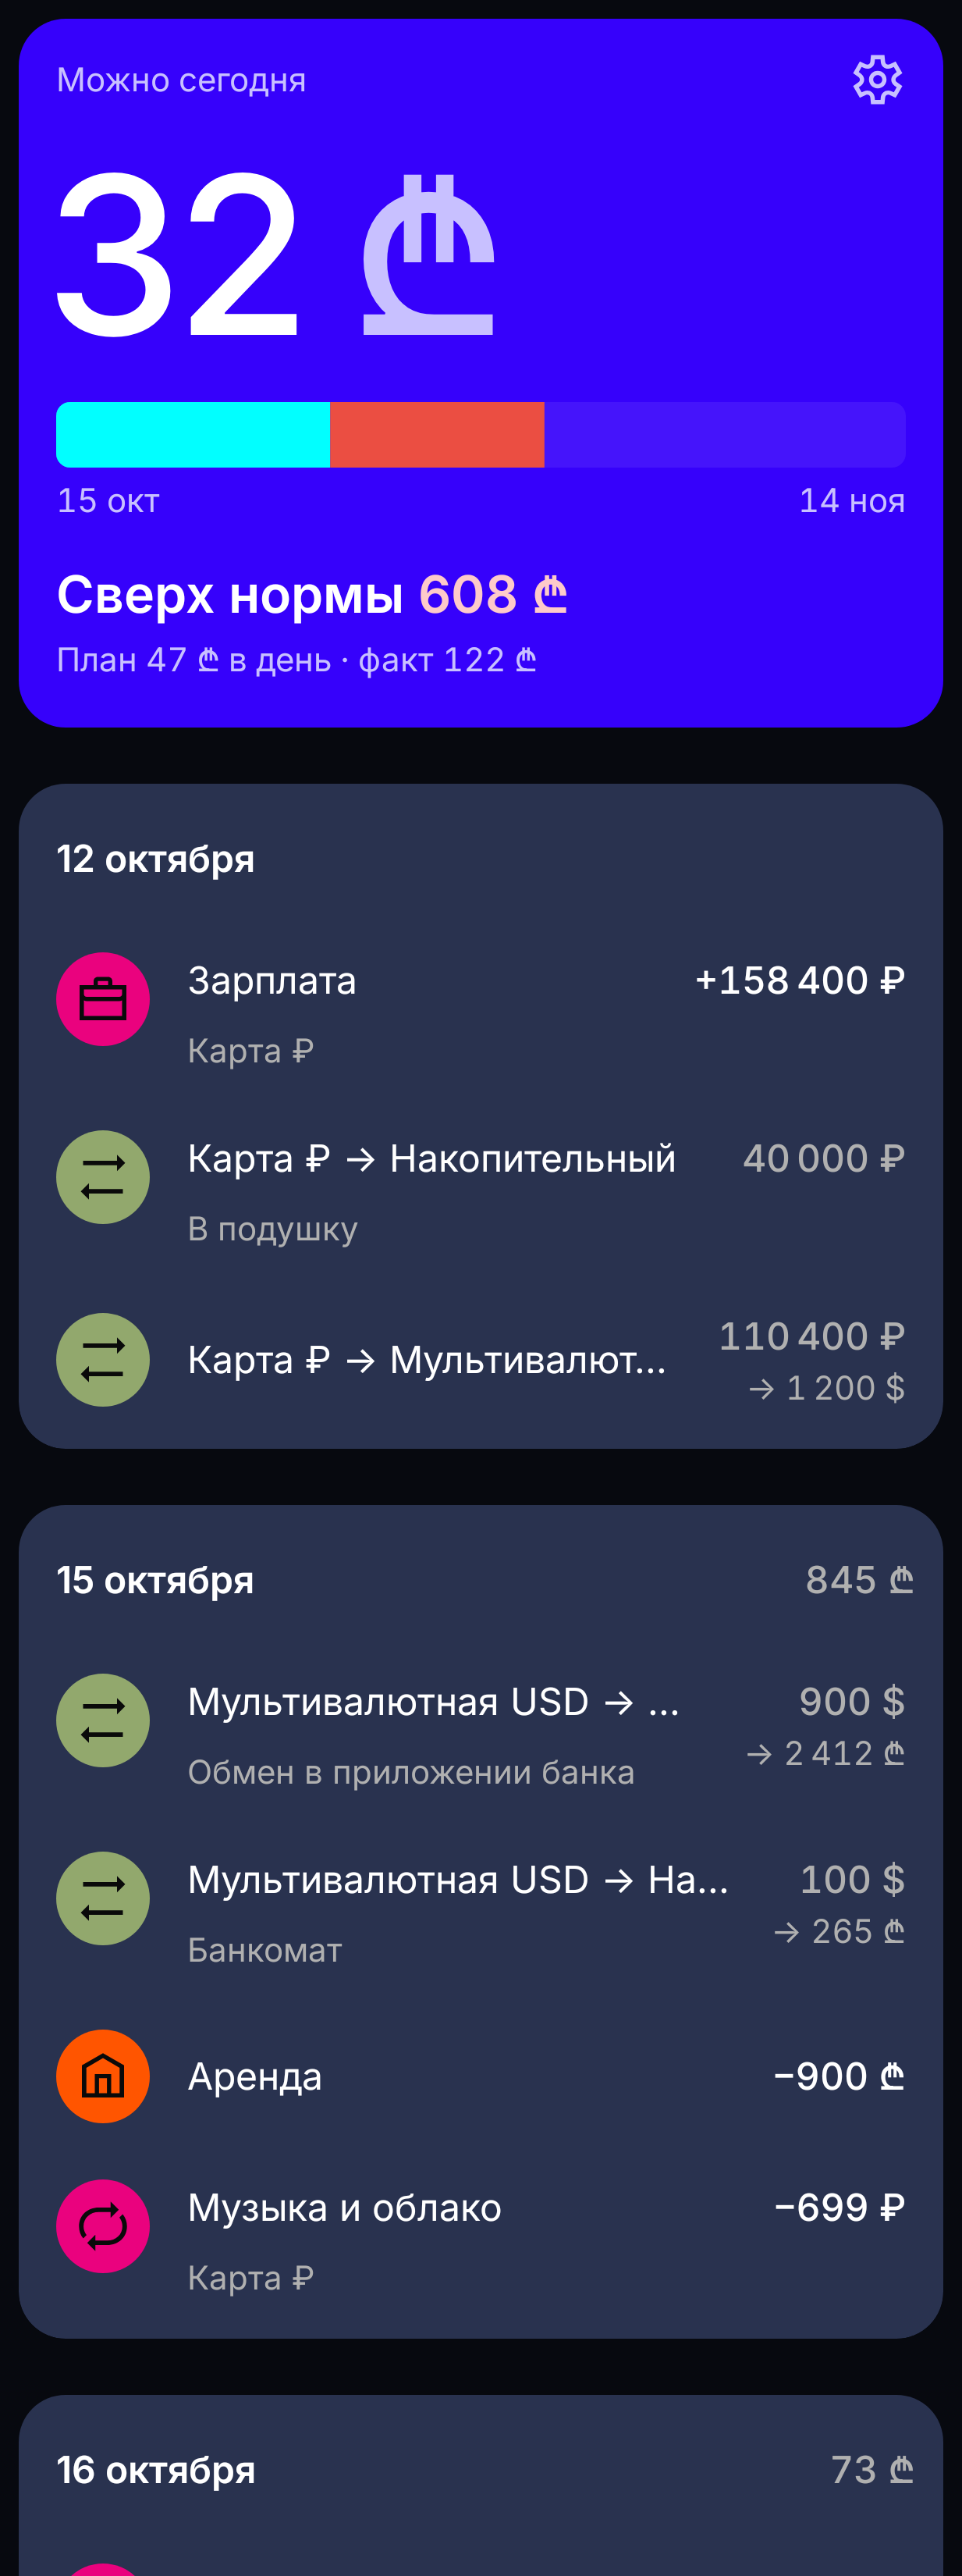 Можно сегодня
32 ₾
15 окт 14 ноя
Сверх нормы 608 ₾
План 47 ₾ в день · факт 122 ₾
12 октября
Зарплата +158 400 ₽
Карта ₽
Карта ₽ → Накопительный 40 000 ₽
В подушку
110 400 ₽
Карта ₽ → Мультивалют...
→ 1 200 $
15 октября 845 ₾
Мультивалютная USD → ... 900 $
→ 2 412 ₾
Обмен в приложении банка
Мультивалютная USD → На... 100 $
→ 265 ₾
Банкомат
Аренда −900 ₾
Музыка и облако −699 ₽
Карта ₽
16 октября 73 ₾